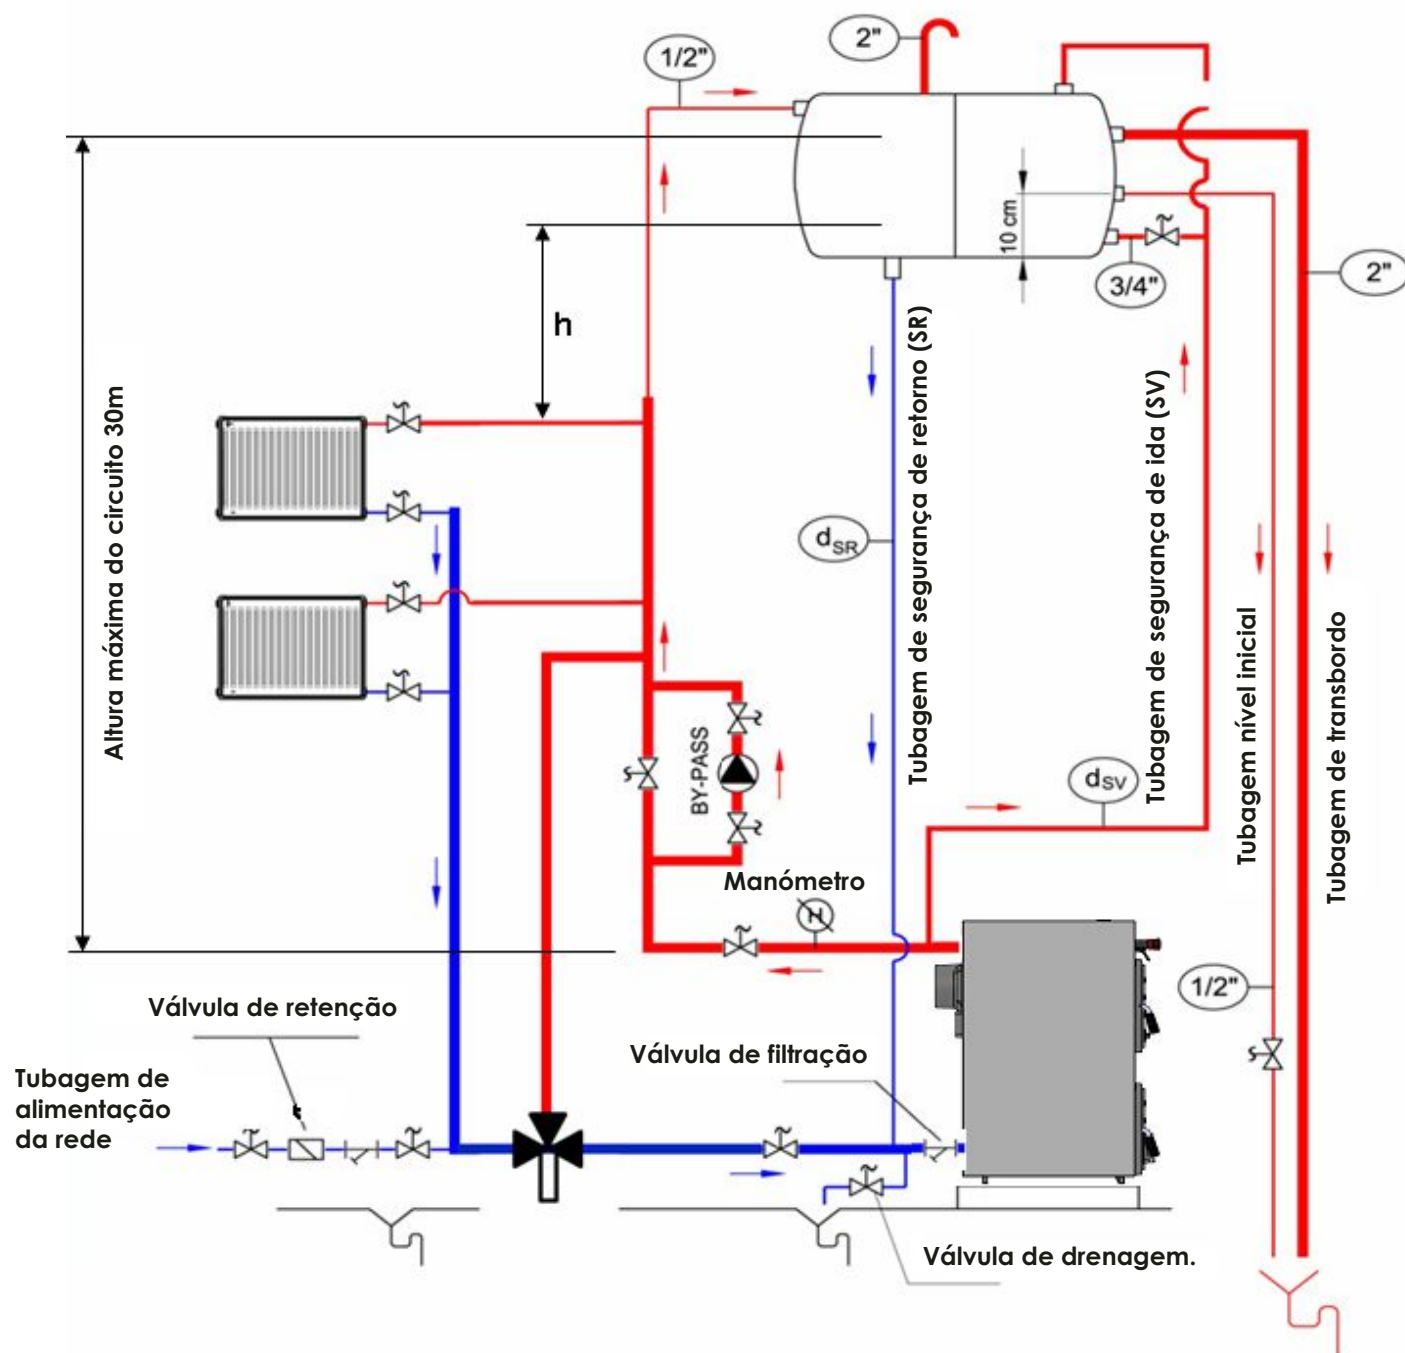 2"
1/2"
10 cm
3/4"
2"
h
Altura máxima do circuito 30m
Tubagem de segurança de retorno (SR)
Tubagem de segurança de ida (SV)
dSR
Tubagem nível inicial
Tubagem de transbordo
BY-PASS
dSV
Manómetro
H
1/2"
Válvula de retenção
Válvula de filtração
Tubagem de
alimentação
da rede
Válvula de drenagem.